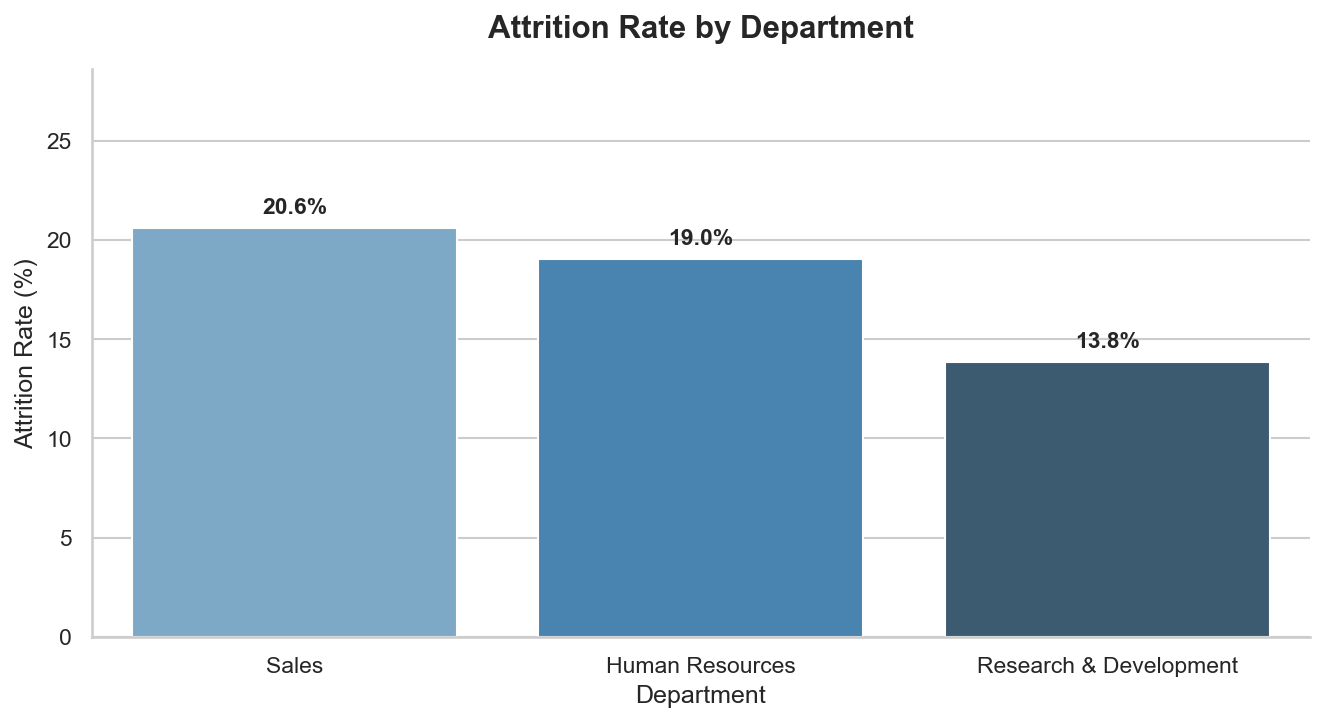 Attrition Rate by Department
Attrition Rate (%)
25
20
15
10
5
0
20.6%
19.0%
13.8%
Sales
Human Resources
Research & Development
Department